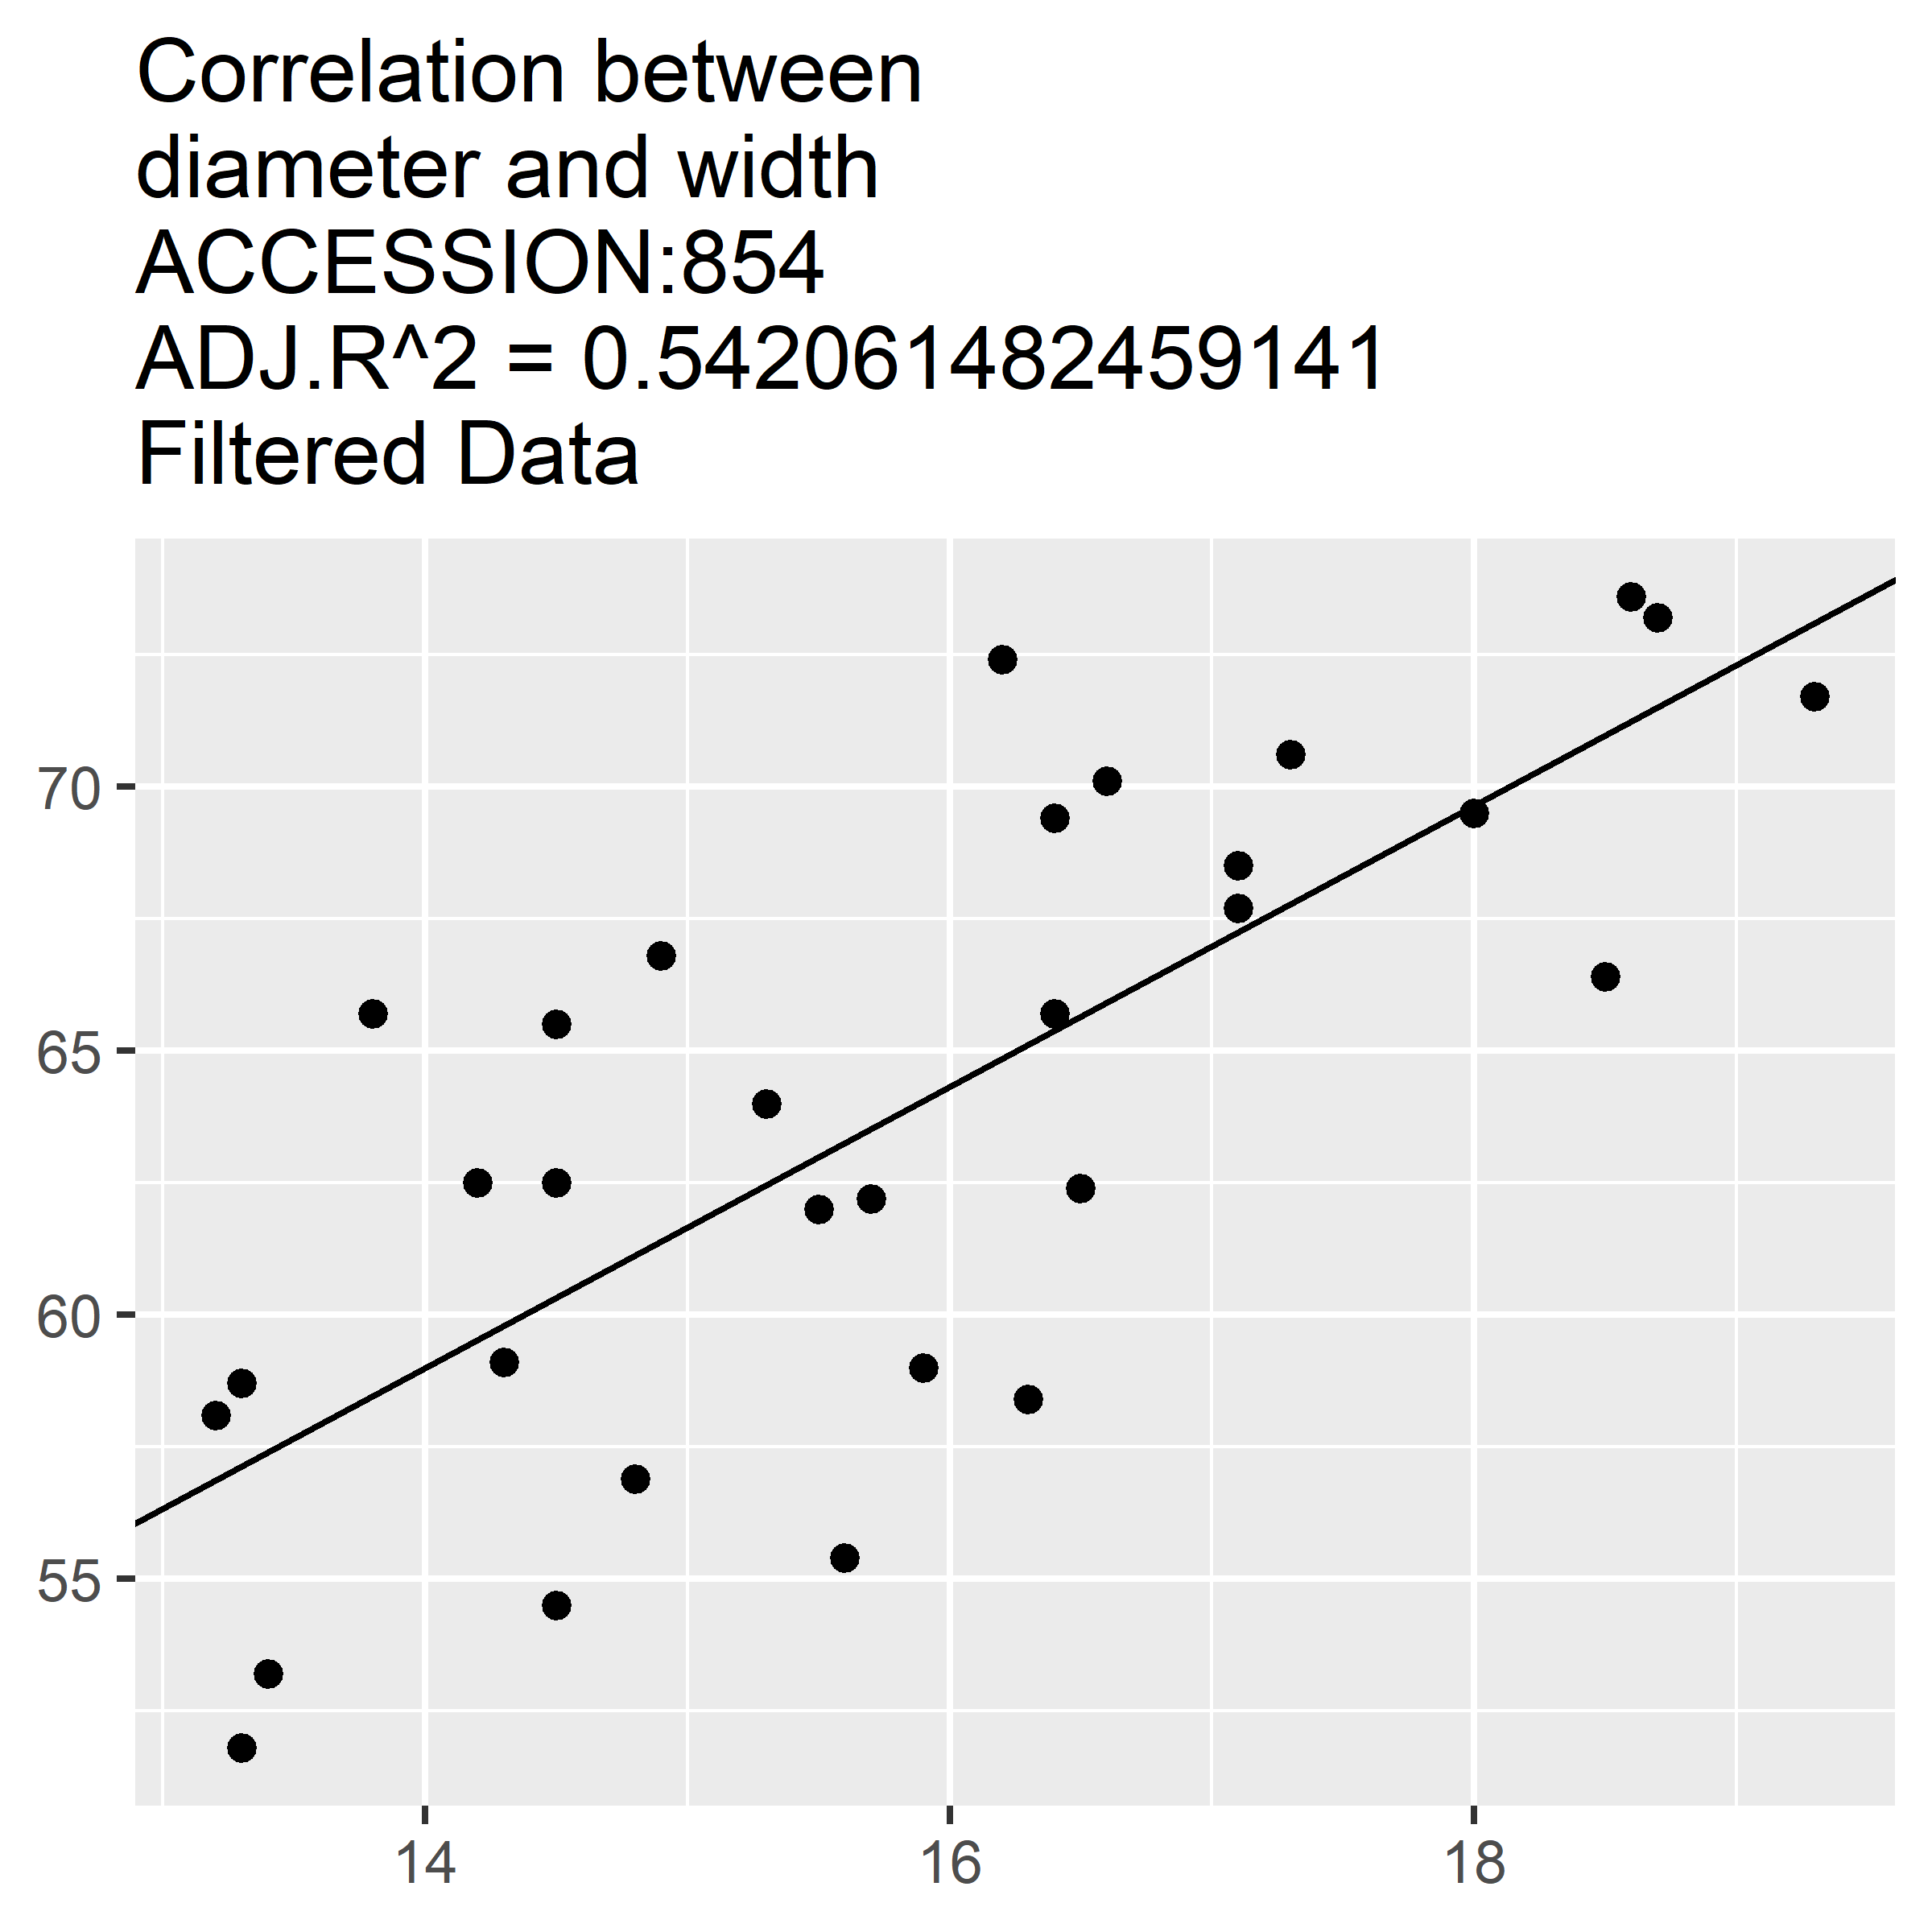 Correlation between
diameter and width
ACCESSION:854
ADJ.R^2 = 0.542061482459141
Filtered Data
70
65
60
55
14
16
18